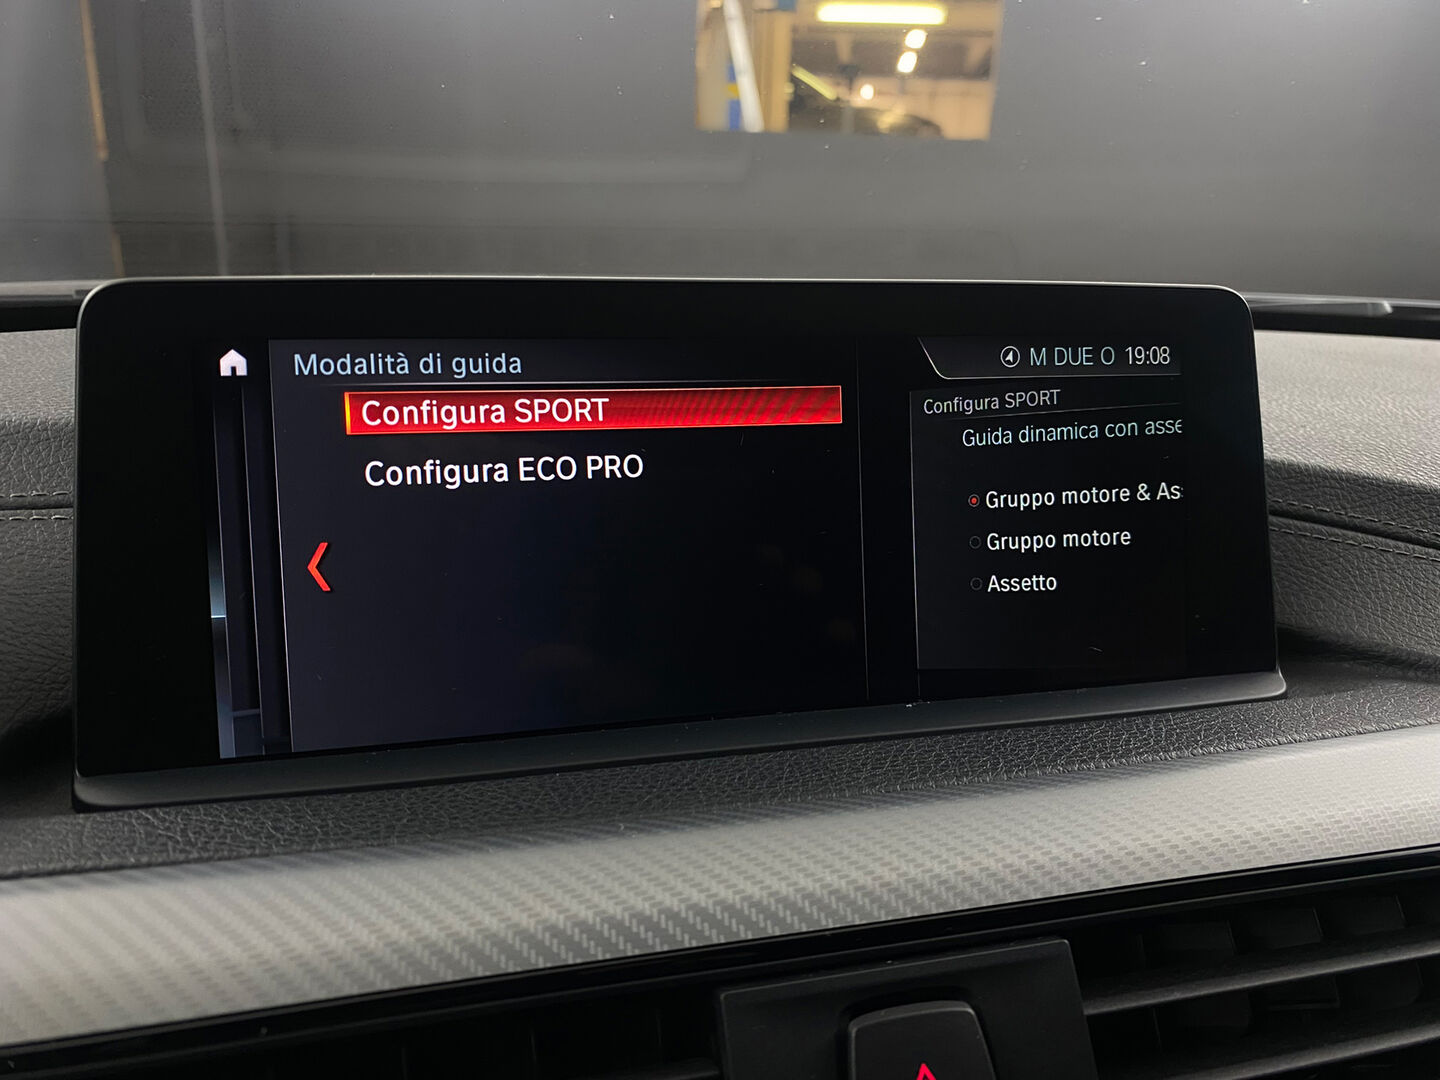 Modalità di guida
Configura SPORT
Configura ECO PRO
M DUE O 19:08
Configura SPORT
Guida dinamica con asse
Gruppo motore & As
Gruppo motore
Assetto